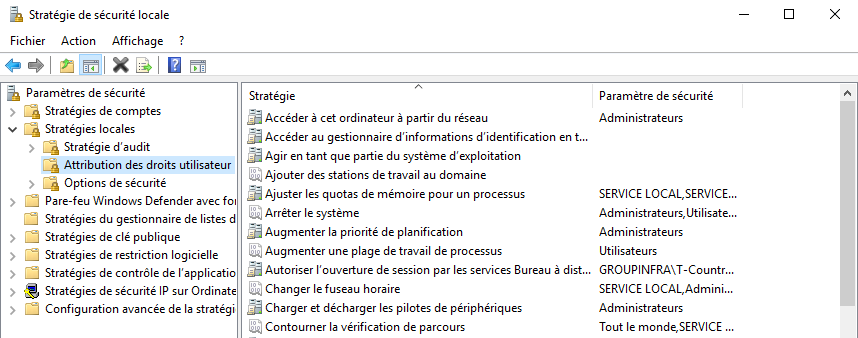 Stratégie de sécurité locale
Fichier Action Affichage ?
Paramètres de sécurité
Stratégies de comptes
Stratégies locales
Stratégie d'audit
Attribution des droits utilisateur
Options de sécurité
Pare-feu Windows Defender avec fon
Stratégies du gestionnaire de listes d
Stratégies de clé publique
Stratégies de restriction logicielle
Stratégies de contrôle de l'application
Stratégies de sécurité IP sur Ordinate
Configuration avancée de la stratégi
Stratégie Paramètre de sécurité
Accéder à cet ordinateur à partir du réseau Administrateurs
Accéder au gestionnaire d'informations d'identification en t...
Agir en tant que partie du système d'exploitation
Ajouter des stations de travail au domaine
Ajuster les quotas de mémoire pour un processus SERVICE LOCAL,SERVICE...
Arrêter le système Administrateurs,Utilisate...
Augmenter la priorité de planification Administrateurs
Augmenter une plage de travail de processus Utilisateurs
Autoriser l'ouverture de session par les services Bureau à dist... GROUPINFRA\T-Countr...
Changer le fuseau horaire SERVICE LOCAL,Admini...
Charger et décharger les pilotes de périphériques Administrateurs
Contourner la vérification de parcours Tout le monde,SERVICE ...